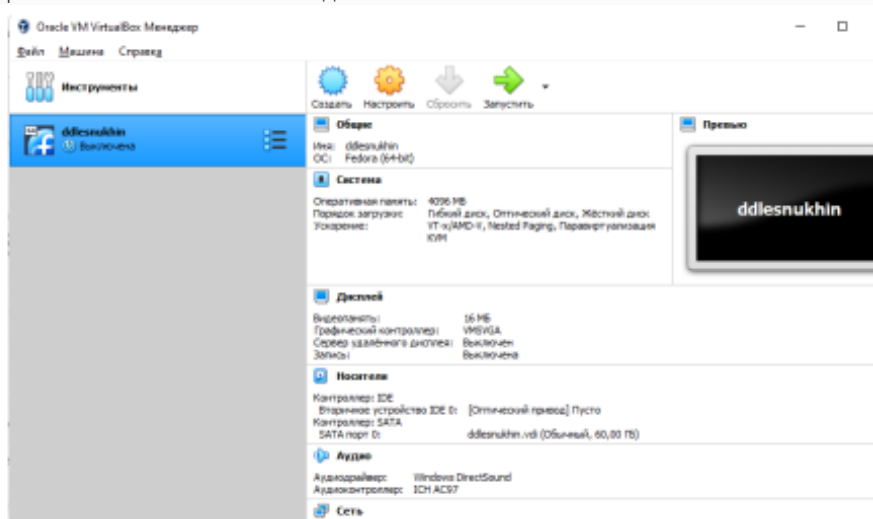 Oracle VM VirtualBox Менеджер
Файл Машина Справка
Инструменты
Создать Настроить Сбросить Запустить
ddlesnukhin
Выключена
Общие
Имя: ddlesnukhin
ОС: Fedora (64-bit)
Система
Оперативная память: 4096 МБ
Порядок загрузки: Гибкий диск, Оптический диск, Жёсткий диск
Ускорение: VT-x/AMD-V, Nested Paging, Паравиртуализация
KVM
Превью
ddlesnukhin
Дисплей
Видеопамять: 16 МБ
Графический контроллер: VMSVGA
Сервер удалённого дисплея: Выключен
Запись: Выключена
Носители
Контроллер: IDE
Вторичное устройство IDE 0: [Оптический привод] Пусто
Контроллер: SATA
SATA порт 0: ddlesnukhin.vdi (Обычный, 60,00 ГБ)
Аудио
Аудиодрайвер: Windows DirectSound
Аудиоконтроллер: ICH AC97
Сеть